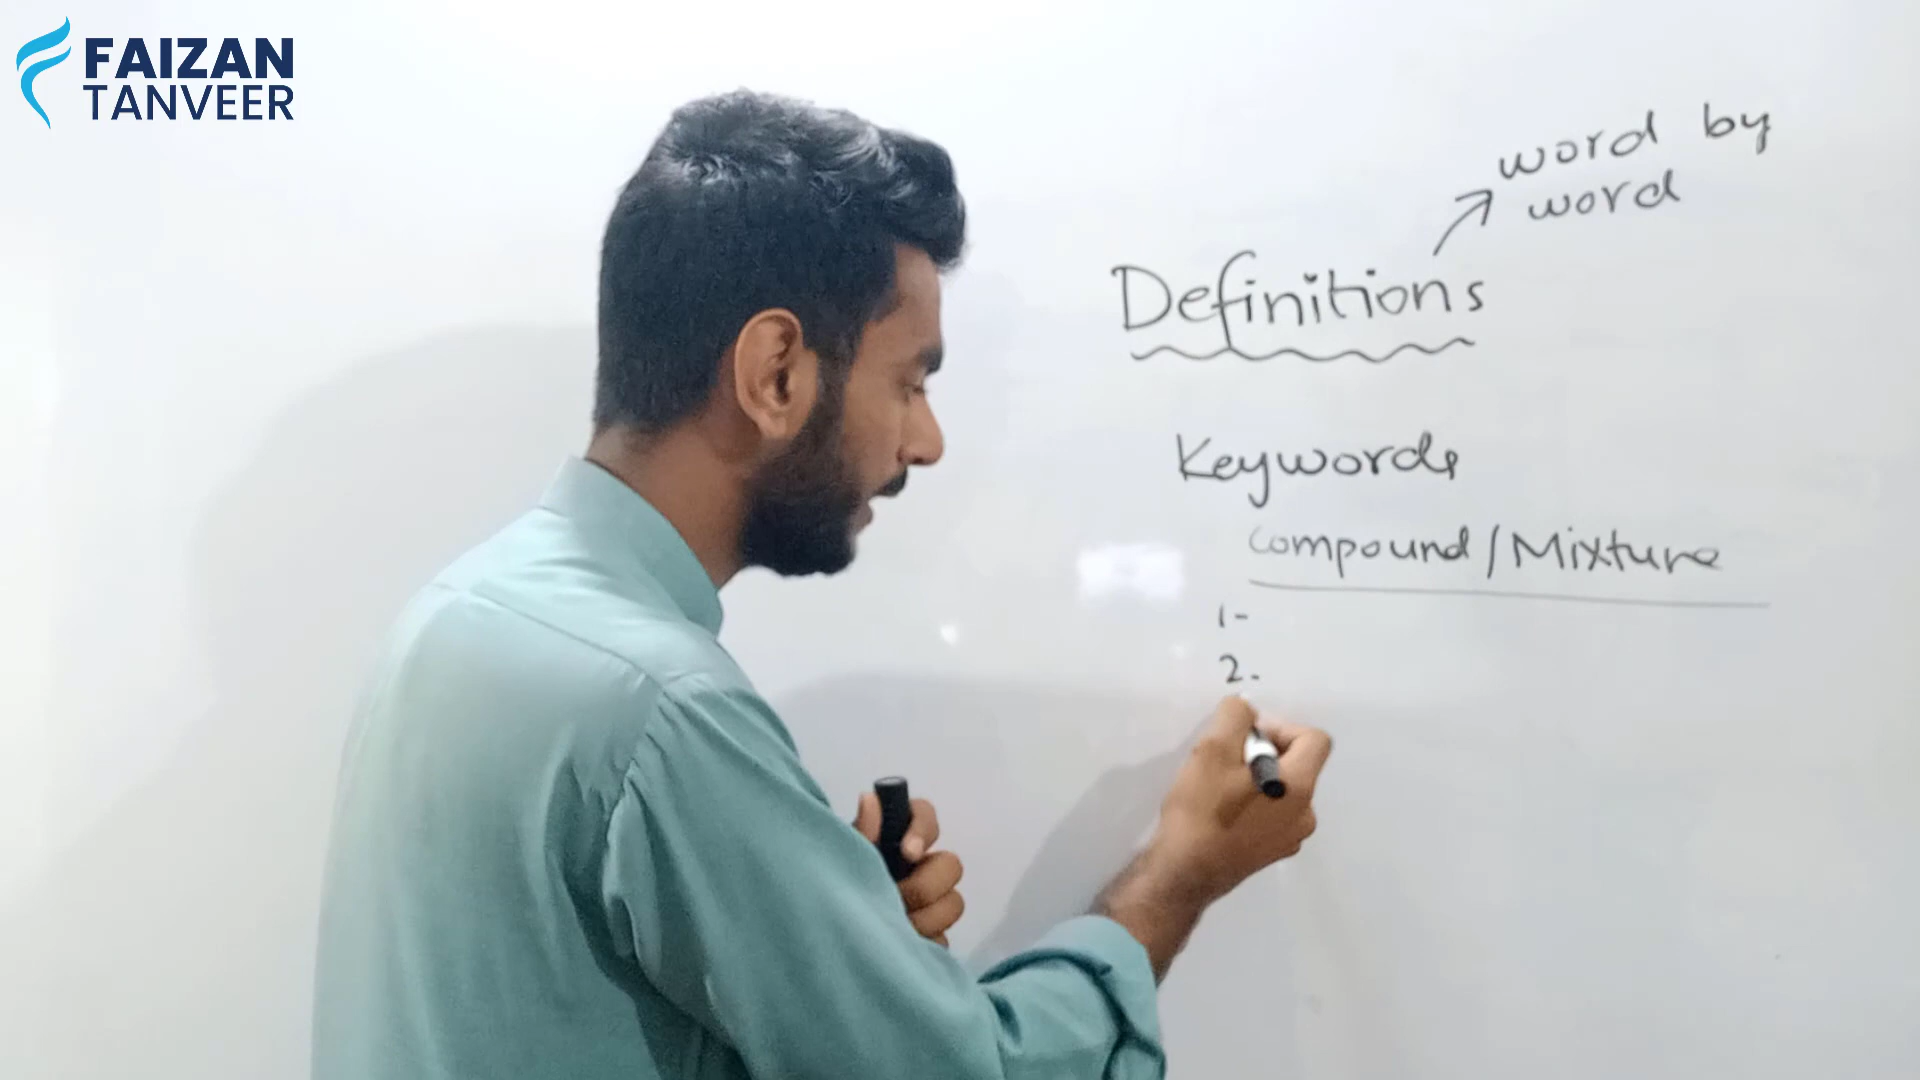 FAIZAN
TANVEER
word by
word
Definitions
Keywords
Compound/Mixture
1-
2.